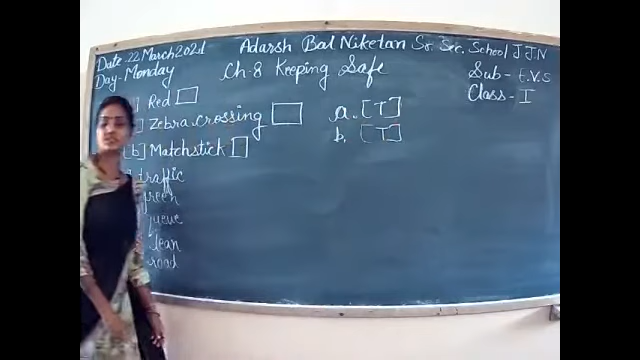 Date. 22 March 2021
Adarsh Bal Niketan Sr. Sec. School JJN
Day- Monday
Ch-8 Keeping Safe
Sub- E.V.S
Class- I
] Red
] Zebra crossing
[b] Matchstick
traffic
green
queue
lean
road
a. [T]
b. [T]